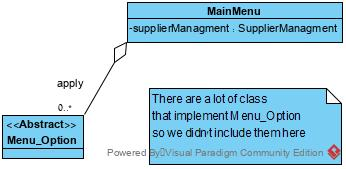 MainMenu
-supplierManagment : SupplierManagment
apply
0..*
<<Abstract>>
Menu_Option
There are a lot of class
that implement Menu_Option
so we didn't include them here
Powered By Visual Paradigm Community Edition